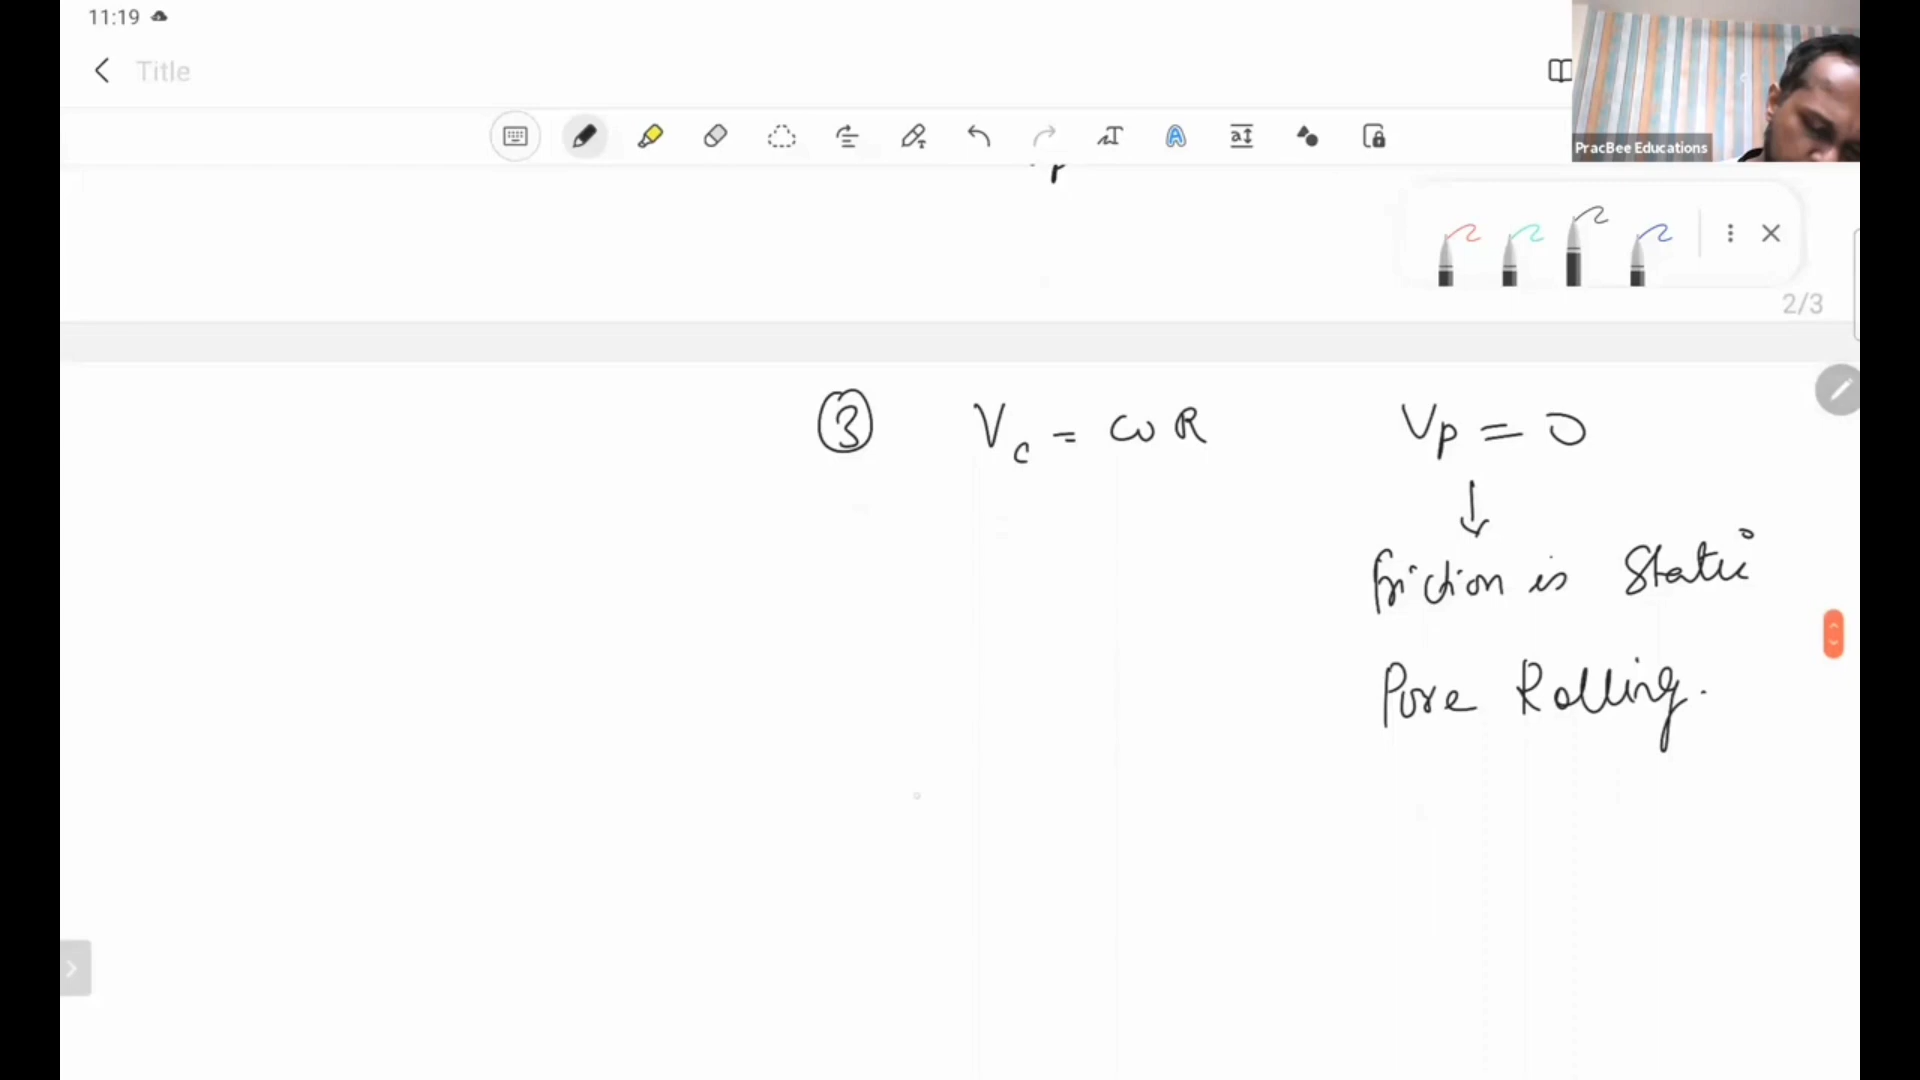 11:19
Title
PracBee Educations
2/3
③ Vc = ωR Vp = 0
↓
friction is Static
Pure Rolling.